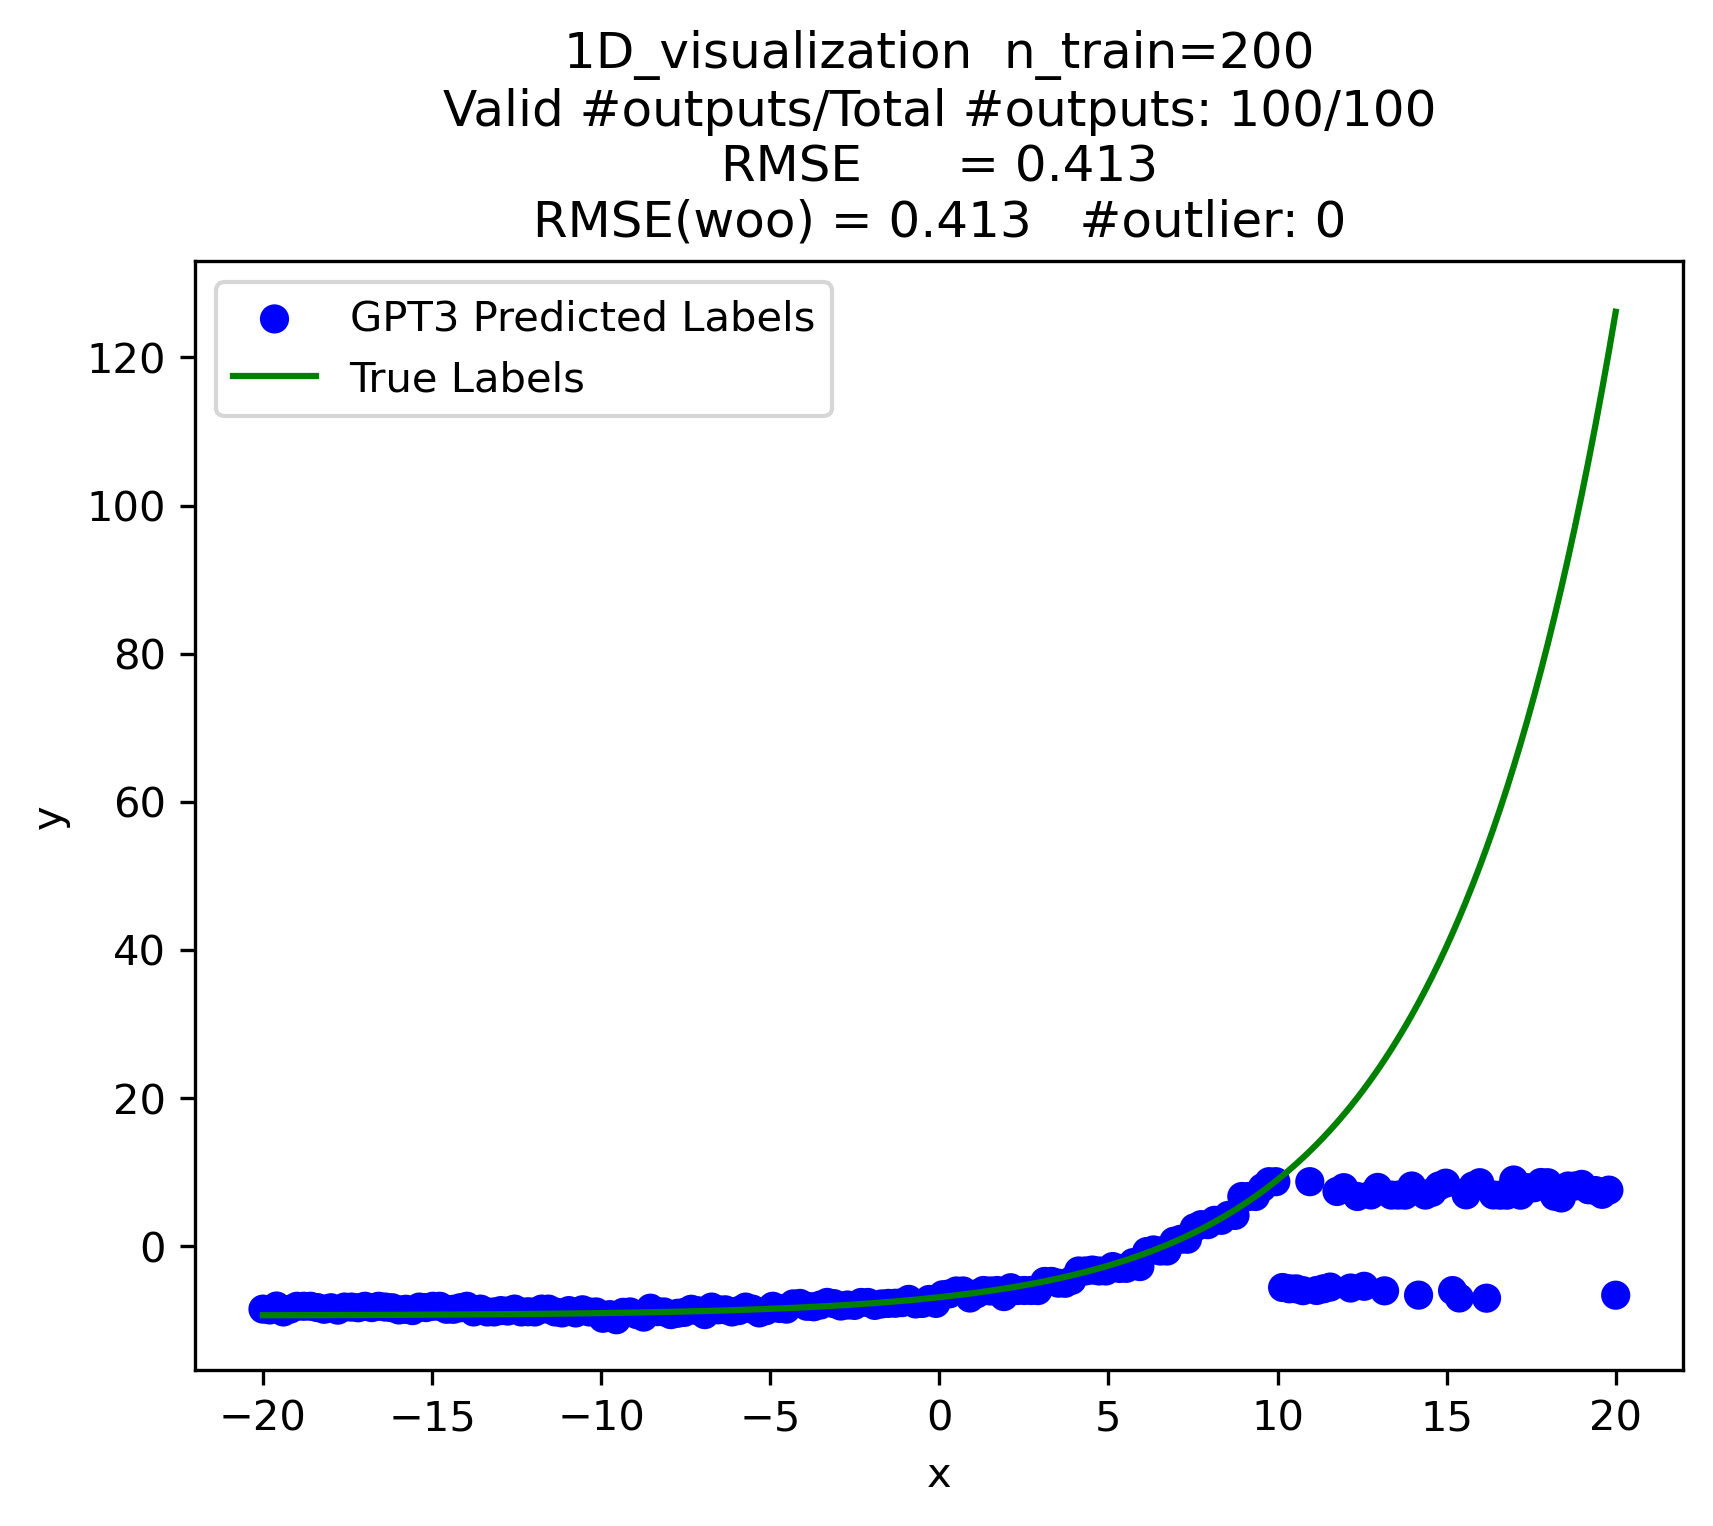 1D_visualization  n_train=200
Valid #outputs/Total #outputs: 100/100
RMSE      = 0.413
RMSE(woo) = 0.413   #outlier: 0
GPT3 Predicted Labels
True Labels
120
100
80
60
40
20
0
y
−20 −15 −10 −5 0 5 10 15 20
x